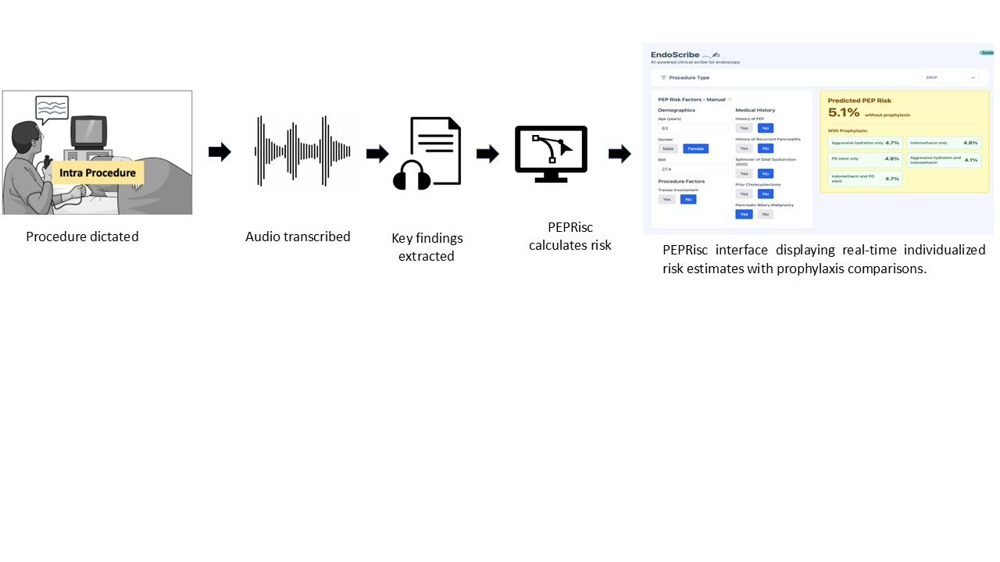 Intra Procedure
Procedure dictated
Audio transcribed
Key findings
extracted
PEPRisc
calculates risk
EndoScribe
AI-powered clinical scribe for endoscopy
Procedure Type
ERCP
PEP Risk Factors - Manual
Demographics
Age (years)
63
Gender
Male Female
BMI
27.4
Procedure Factors
Trainee Involvement
Yes No
Medical History
History of PEP
Yes No
History of Recurrent Pancreatitis
Yes No
Sphincter of Oddi Dysfunction
(SOD)
Yes No
Prior Cholecystectomy
Yes No
Pancreato-Biliary Malignancy
Yes No
Predicted PEP Risk
5.1% without prophylaxis
With Prophylaxis:
Aggressive hydration only 4.7%
Indomethacin only 4.8%
PD stent only 4.9%
Aggressive hydration and
indomethacin 4.1%
Indomethacin and PD
stent 4.7%
PEPRisc interface displaying real-time individualized
risk estimates with prophylaxis comparisons.